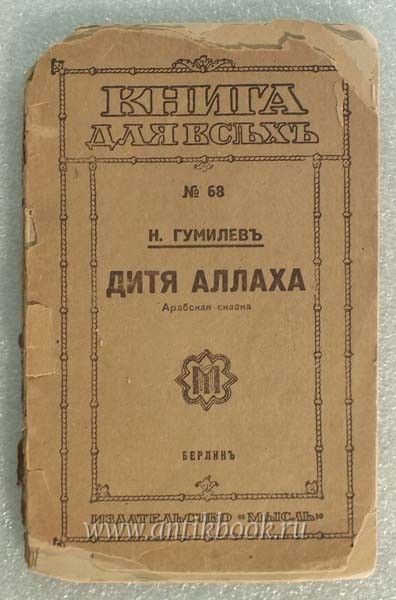 КНИГА
ДЛЯ ВСѢХЪ
№ 68
Н. ГУМИЛЕВЪ
ДИТЯ АЛЛАХА
Арабская сказка
М
БЕРЛИНЪ
ИЗДАТЕЛЬСТВО «МЫСЛЬ»
www.antikbook.ru